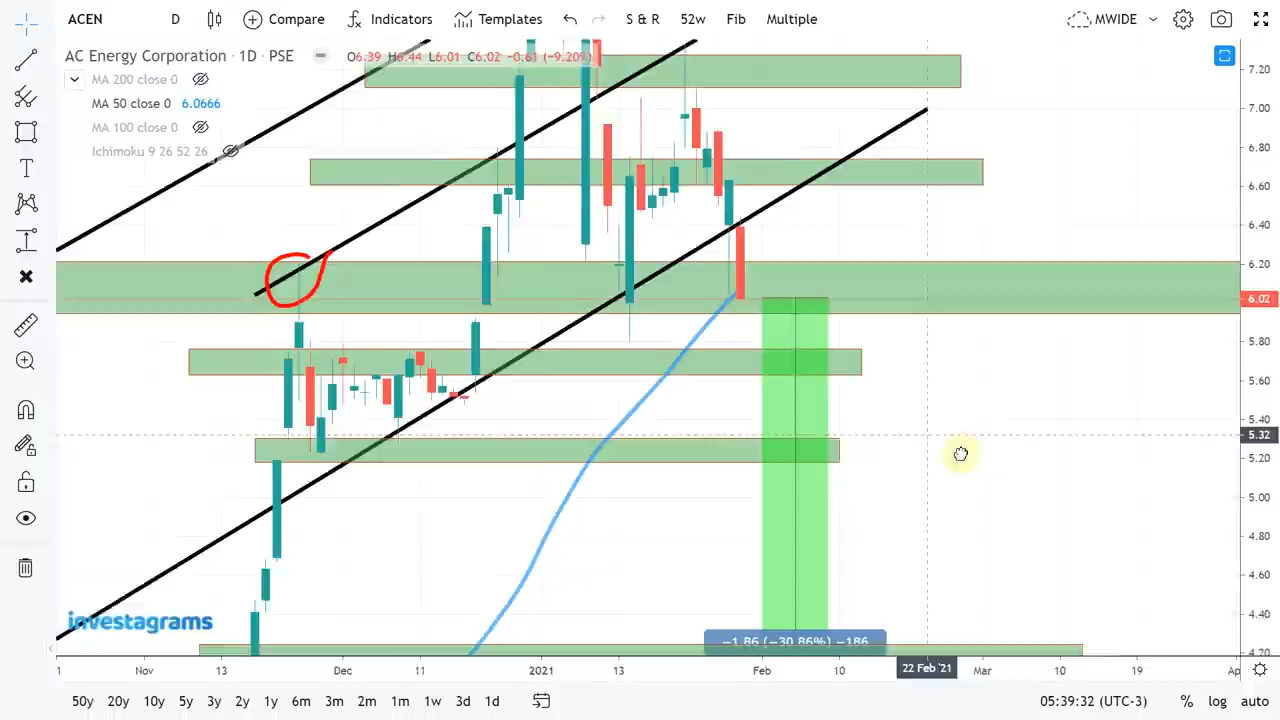 ACEN D Compare Indicators Templates S & R 52w Fib Multiple MWIDE
AC Energy Corporation · 1D · PSE O6.39 H6.44 L6.01 C6.02 −0.61 (−9.20%)
MA 200 close 0
MA 50 close 0 6.0666
MA 100 close 0
Ichimoku 9 26 52 26
7.20
7.00
6.80
6.60
6.40
6.20
6.02
5.80
5.60
5.40
5.32
5.20
5.00
4.80
4.60
4.40
4.20
investagrams
−1.86 (−30.86%) −186
1 Nov 13 Dec 11 2021 13 Feb 10 22 Feb '21 Mar 10 19 Ap
50y 20y 10y 5y 3y 2y 1y 6m 3m 2m 1m 1w 3d 1d 05:39:32 (UTC-3) % log auto